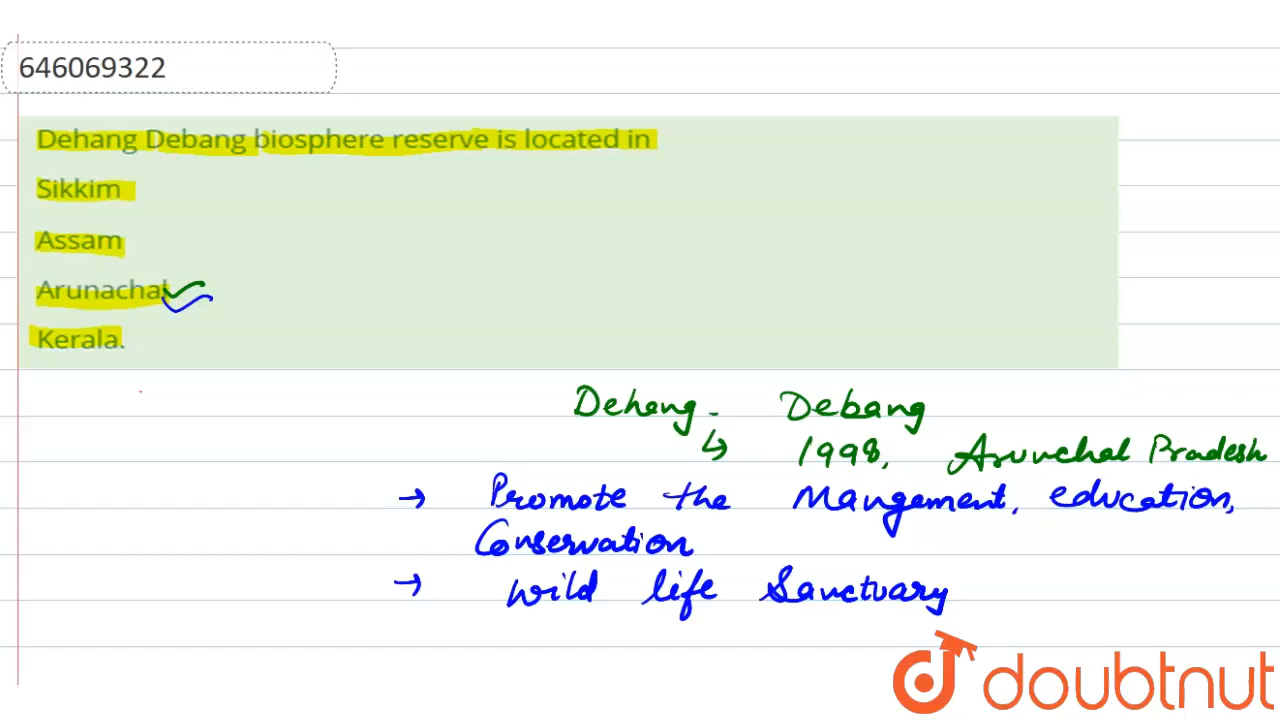 646069322
Dehang Debang biosphere reserve is located in
Sikkim
Assam
Arunachal
Kerala.
Dehang - Debang
↳ 1998, Arunchal Pradesh
→ Promote the Mangement, education,
Conservation
→ Wild life Sanctuary
doubtnut